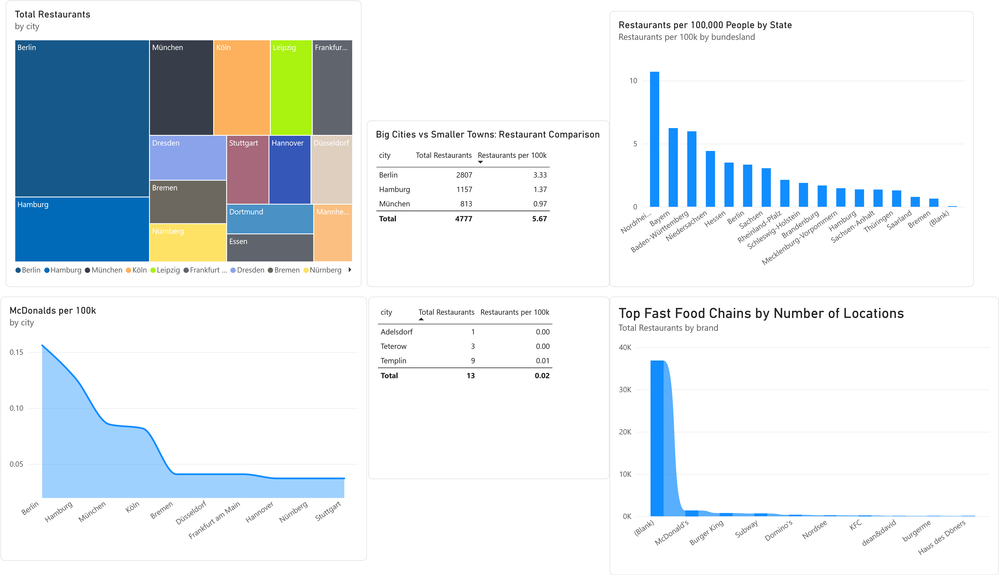 Total Restaurants
by city
Berlin
München
Köln
Leipzig
Frankfur...
Dresden
Stuttgart
Hannover
Düsseldorf
Bremen
Hamburg
Dortmund
Mannhe...
Nürnberg
Essen
Berlin Hamburg München Köln Leipzig Frankfurt ... Dresden Bremen Nürnberg
Big Cities vs Smaller Towns: Restaurant Comparison
city Total Restaurants Restaurants per 100k
Berlin 2807 3.33
Hamburg 1157 1.37
München 813 0.97
Total 4777 5.67
Restaurants per 100,000 People by State
Restaurants per 100k by bundesland
10
5
0
Nordrhei...
Bayern
Baden-Württemberg
Niedersachsen
Hessen
Berlin
Sachsen
Rheinland-Pfalz
Schleswig-Holstein
Brandenburg
Mecklenburg-Vorpommern
Hamburg
Sachsen-Anhalt
Thüringen
Saarland
Bremen
(Blank)
McDonalds per 100k
by city
0.15
0.10
0.05
Berlin
Hamburg
München
Köln
Bremen
Düsseldorf
Frankfurt am Main
Hannover
Nürnberg
Stuttgart
city Total Restaurants Restaurants per 100k
Adelsdorf 1 0.00
Teterow 3 0.00
Templin 9 0.01
Total 13 0.02
Top Fast Food Chains by Number of Locations
Total Restaurants by brand
40K
30K
20K
10K
0K
(Blank)
McDonald's
Burger King
Subway
Domino's
Nordsee
KFC
dean&david
burgerme
Haus des Döners